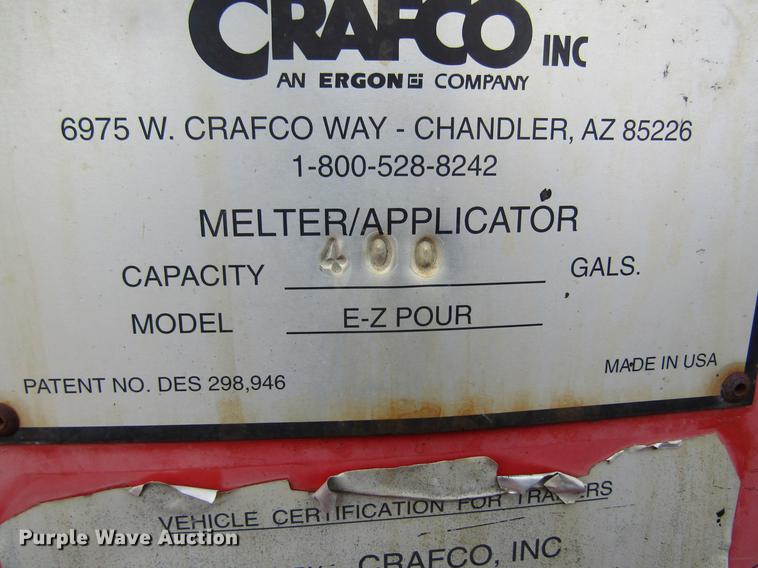 CRAFCO INC
AN ERGON COMPANY
6975 W. CRAFCO WAY - CHANDLER, AZ 85226
1-800-528-8242
MELTER/APPLICATOR
CAPACITY 400 GALS.
MODEL E-Z POUR
PATENT NO. DES 298,946
MADE IN USA
VEHICLE CERTIFICATION FOR TRAILERS
CRAFCO, INC
Purple Wave Auction